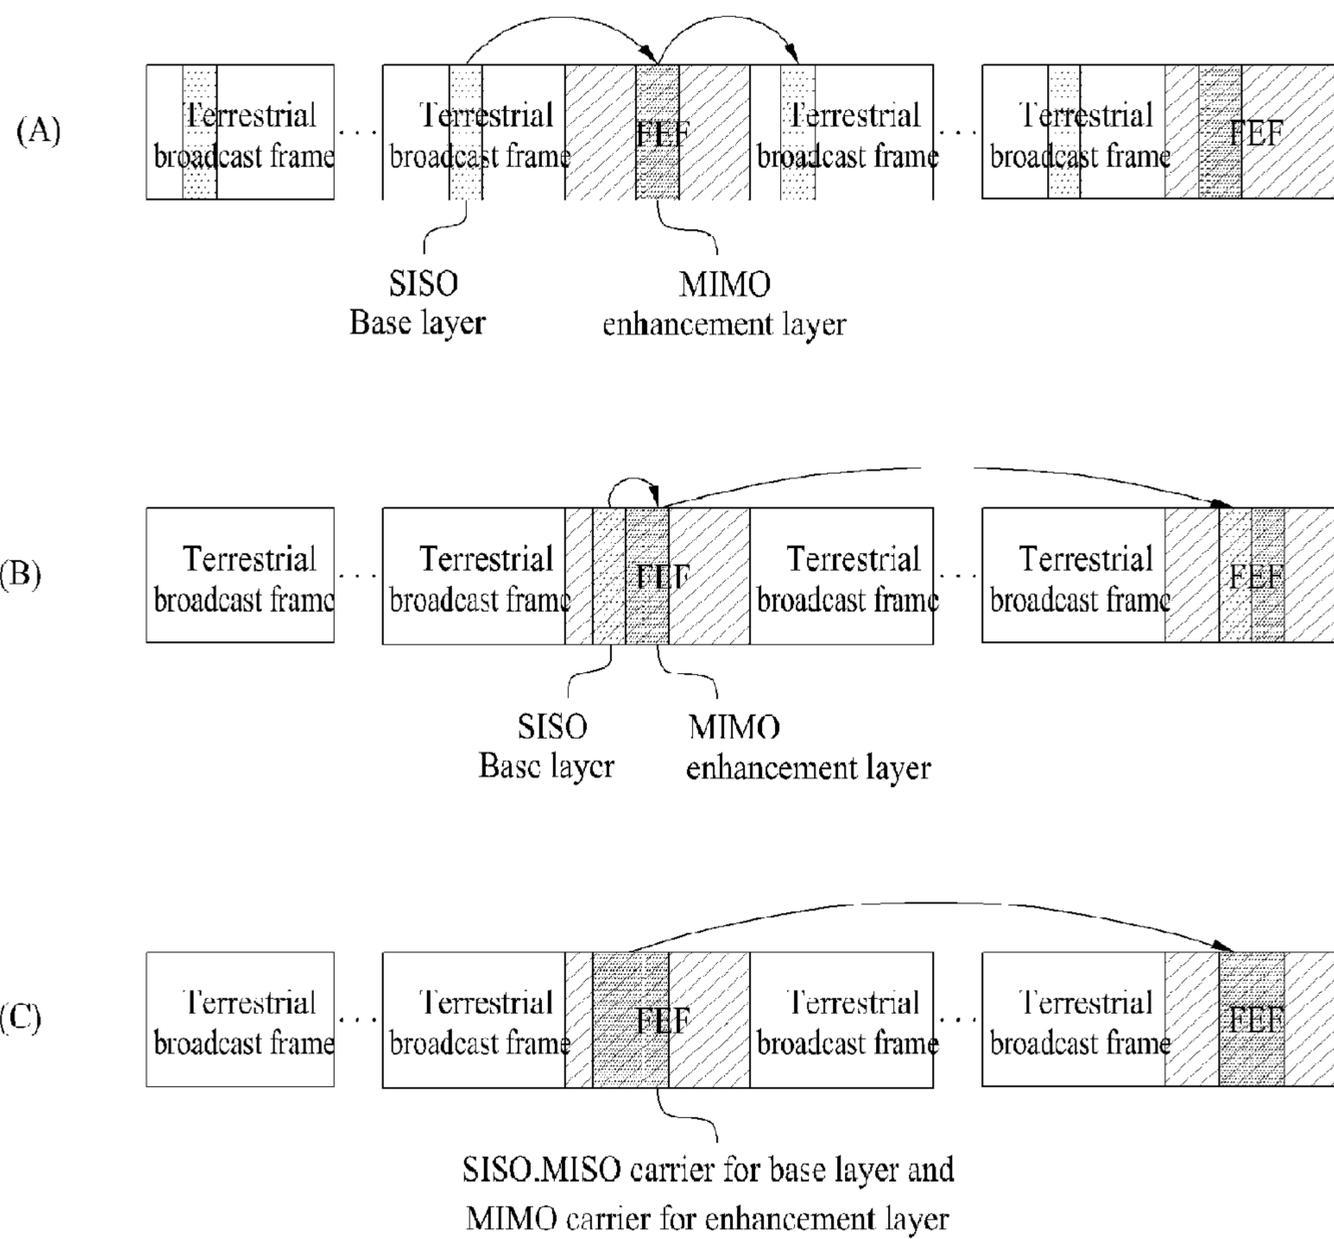 (A)
Terrestrial
broadcast frame
. . .
Terrestrial
broadcast frame
FEF
Terrestrial
broadcast frame
. . .
Terrestrial
broadcast frame
FEF
SISO
Base layer
MIMO
enhancement layer
(B)
Terrestrial
broadcast frame
. . .
Terrestrial
broadcast frame
FEF
Terrestrial
broadcast frame
. . .
Terrestrial
broadcast frame
FEF
SISO
Base layer
MIMO
enhancement layer
(C)
Terrestrial
broadcast frame
. . .
Terrestrial
broadcast frame
FEF
Terrestrial
broadcast frame
. . .
Terrestrial
broadcast frame
FEF
SISO.MISO carrier for base layer and
MIMO carrier for enhancement layer